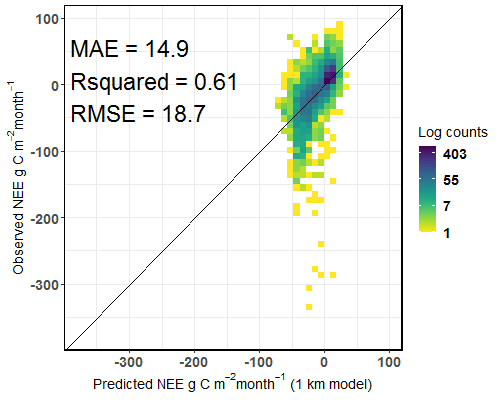 MAE = 14.9
Rsquared = 0.61
RMSE = 18.7
Observed NEE g C m⁻²month⁻¹
100
0
-100
-200
-300
-300
-200
-100
0
100
Predicted NEE g C m⁻²month⁻¹ (1 km model)
Log counts
403
55
7
1